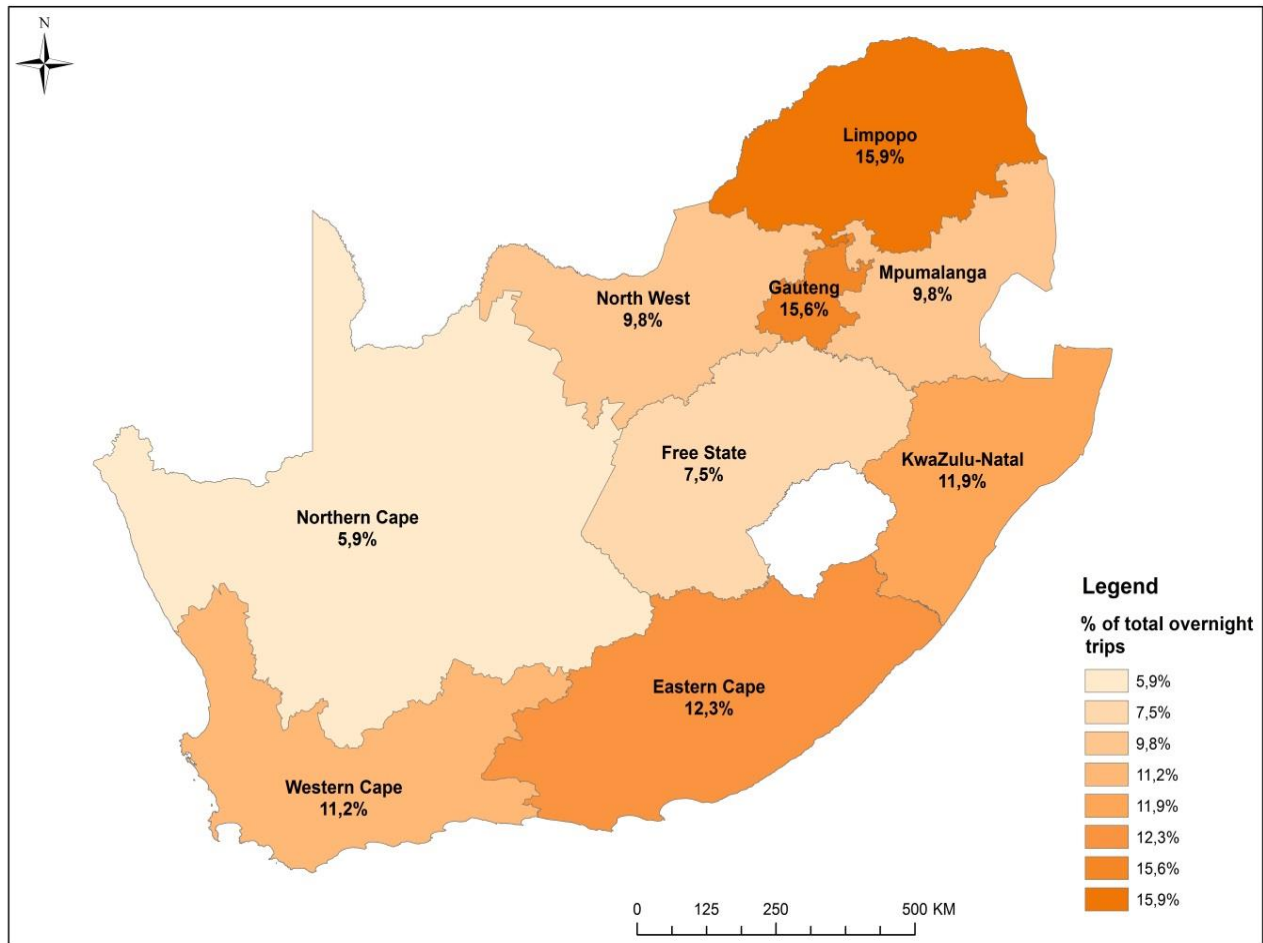 N
Limpopo
15,9%
Mpumalanga
9,8%
Gauteng
15,6%
North West
9,8%
Free State
7,5%
KwaZulu-Natal
11,9%
Northern Cape
5,9%
Eastern Cape
12,3%
Western Cape
11,2%
Legend
% of total overnight
trips
5,9%
7,5%
9,8%
11,2%
11,9%
12,3%
15,6%
15,9%
0 125 250 500 KM